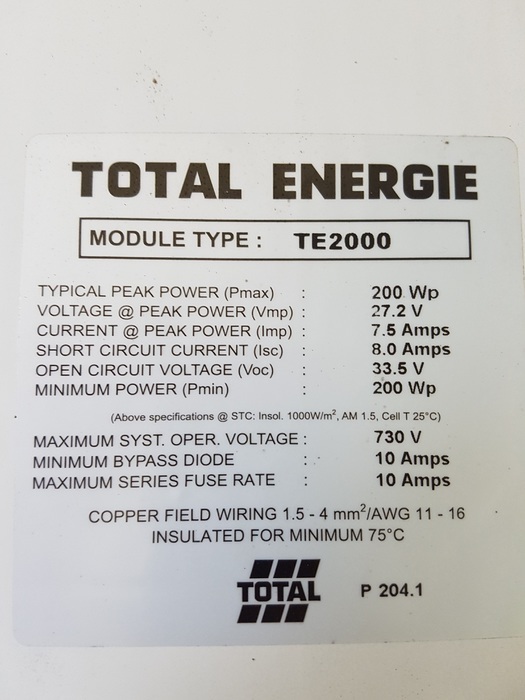 TOTAL ENERGIE
MODULE TYPE : TE2000
TYPICAL PEAK POWER (Pmax) : 200 Wp
VOLTAGE @ PEAK POWER (Vmp) : 27.2 V
CURRENT @ PEAK POWER (Imp) : 7.5 Amps
SHORT CIRCUIT CURRENT (Isc) : 8.0 Amps
OPEN CIRCUIT VOLTAGE (Voc) : 33.5 V
MINIMUM POWER (Pmin) : 200 Wp
(Above specifications @ STC: Insol. 1000W/m², AM 1.5, Cell T 25°C)
MAXIMUM SYST. OPER. VOLTAGE : 730 V
MINIMUM BYPASS DIODE : 10 Amps
MAXIMUM SERIES FUSE RATE : 10 Amps
COPPER FIELD WIRING 1.5 - 4 mm²/AWG 11 - 16
INSULATED FOR MINIMUM 75°C
TOTAL P 204.1